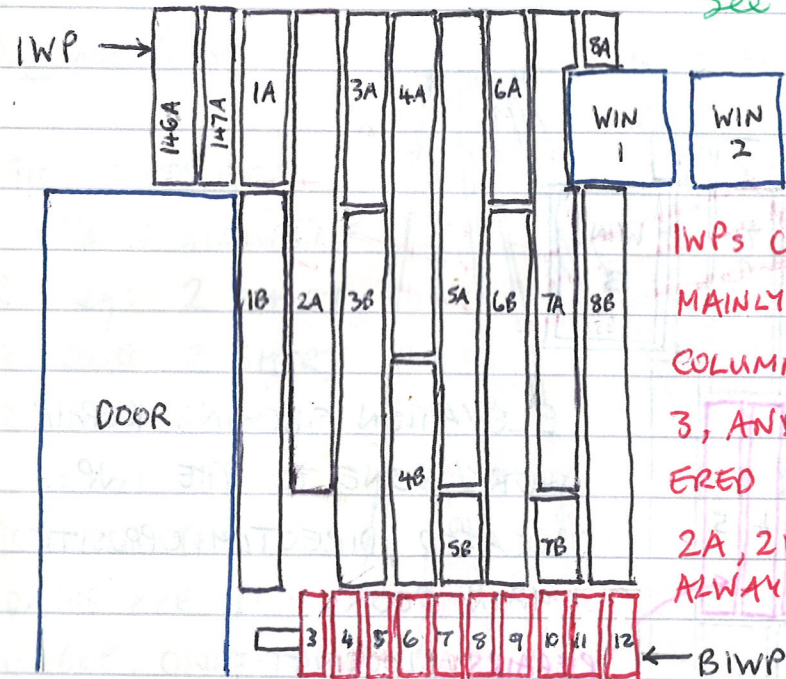 See
IWP
146A 147A 1A 3A 4A 6A 8A
WIN 1
WIN 2
1B 2A 3B 5A 6B 7A 8B
IWPs
MAINLY
COLUM
DOOR
3, AN
4B
ERED
5B 7B
2A, 2
ALWAY
3 4 5 6 7 8 9 10 11 12
BIWP